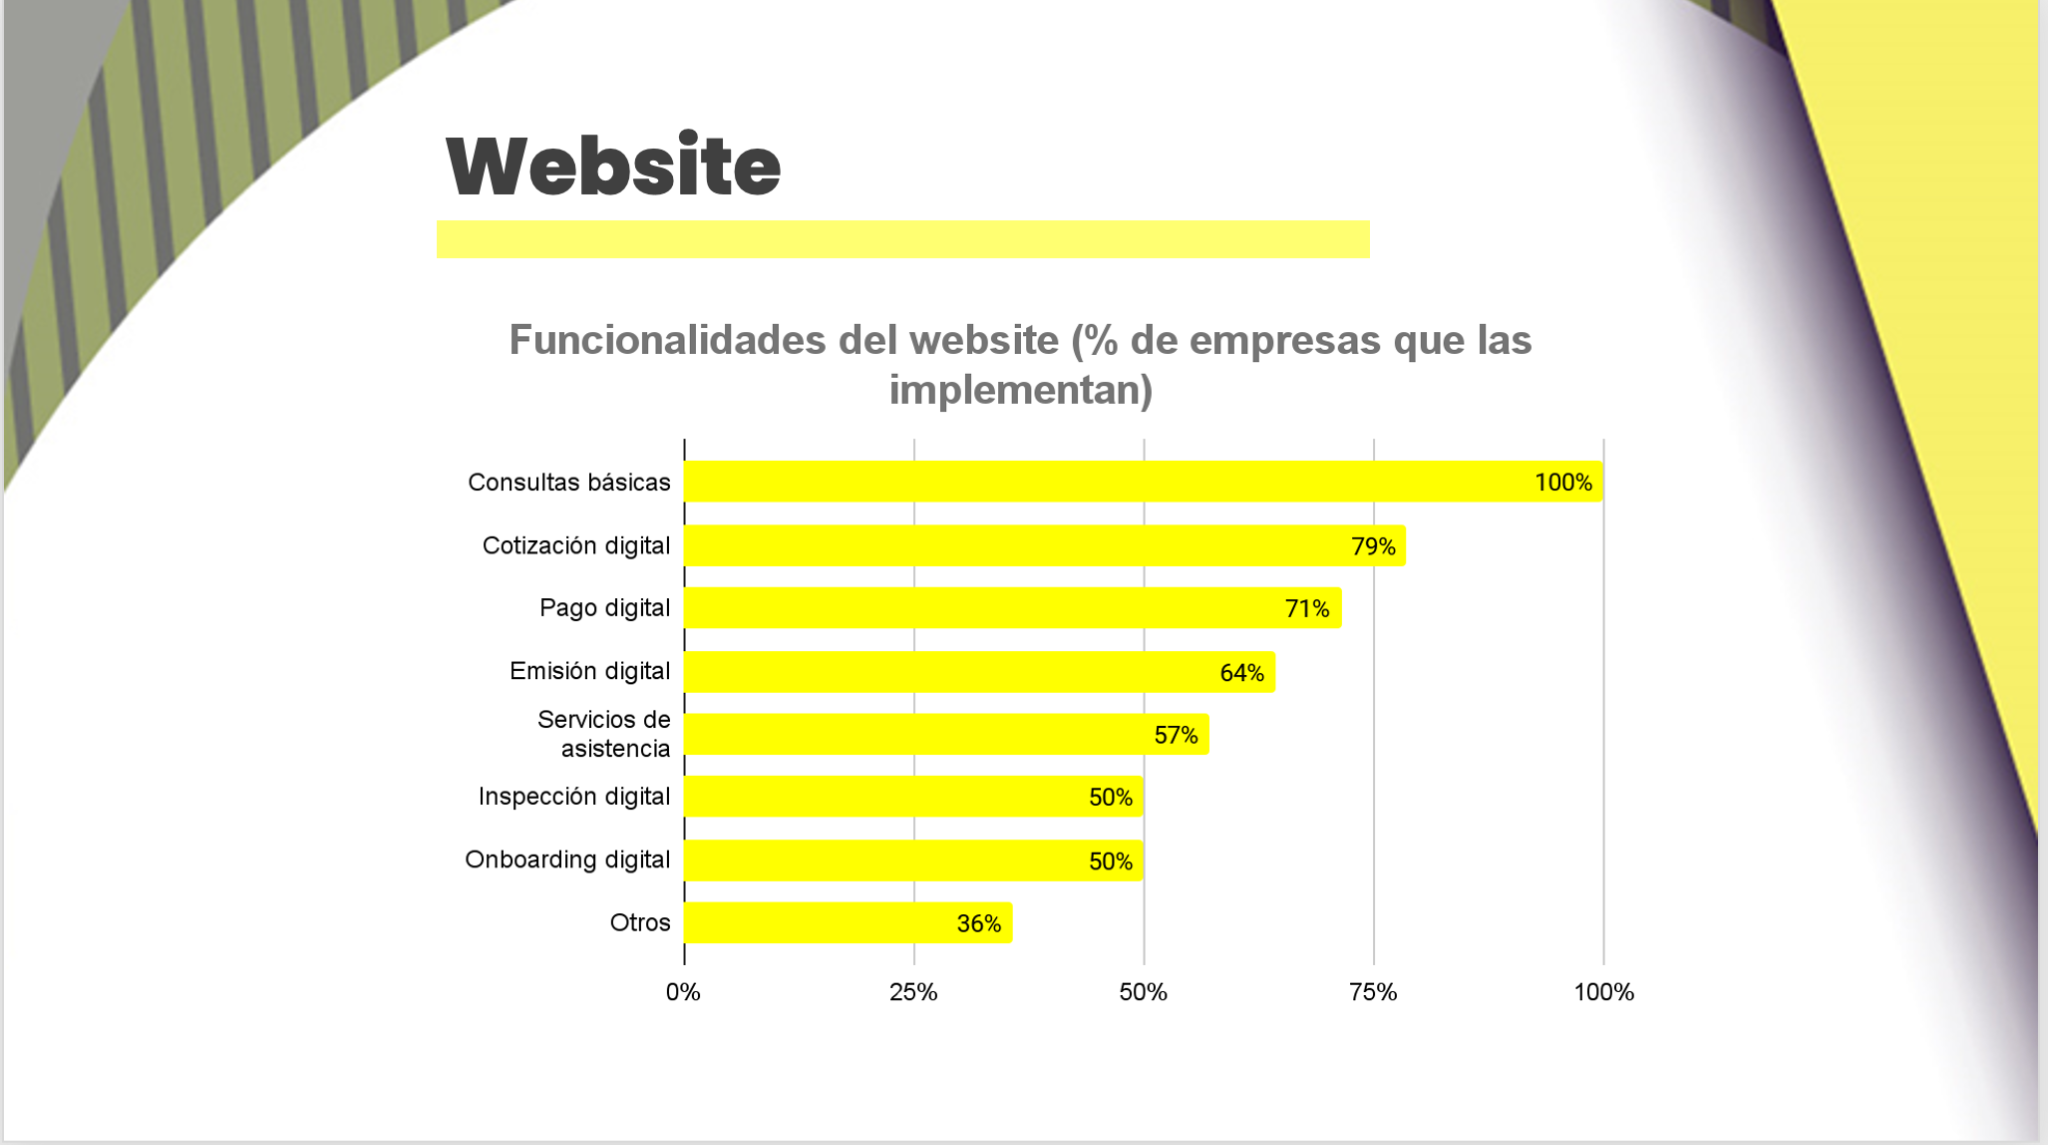 Website
Funcionalidades del website (% de empresas que las
implementan)
Consultas básicas 100%
Cotización digital 79%
Pago digital 71%
Emisión digital 64%
Servicios de
asistencia 57%
Inspección digital 50%
Onboarding digital 50%
Otros 36%
0% 25% 50% 75% 100%